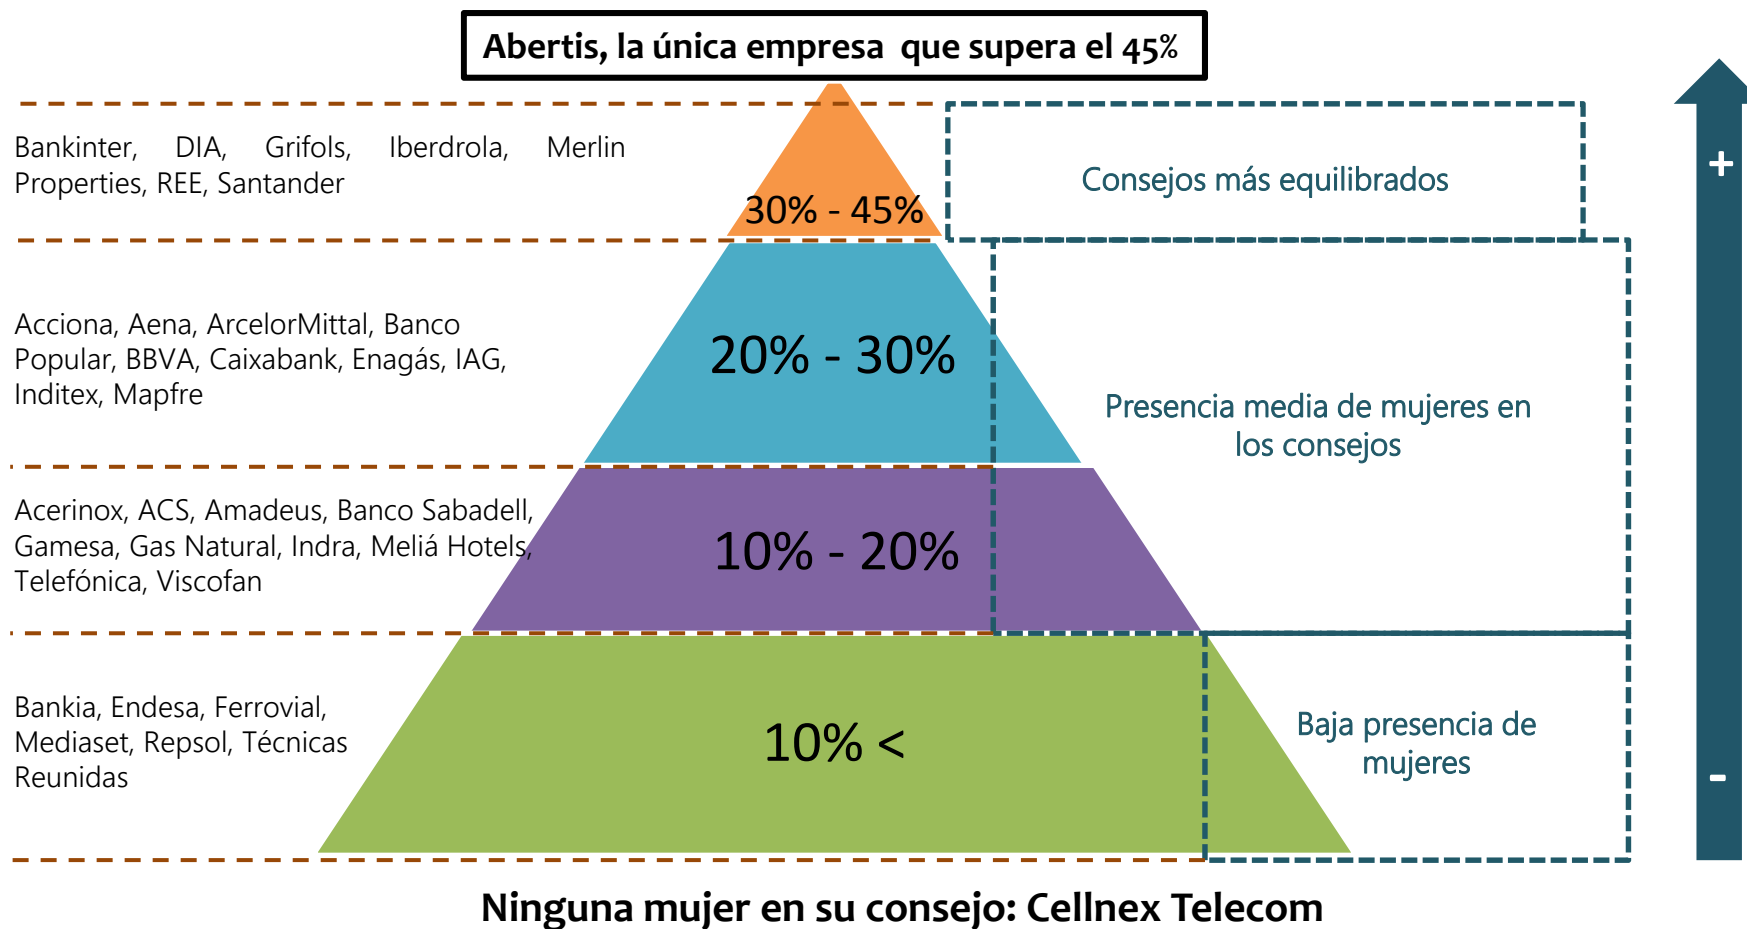 Abertis, la única empresa que supera el 45%
Bankinter, DIA, Grifols, Iberdrola, Merlin
Properties, REE, Santander
30% - 45%
Consejos más equilibrados
+
Acciona, Aena, ArcelorMittal, Banco
Popular, BBVA, Caixabank, Enagás, IAG,
Inditex, Mapfre
20% - 30%
Presencia media de mujeres en
los consejos
Acerinox, ACS, Amadeus, Banco Sabadell,
Gamesa, Gas Natural, Indra, Meliá Hotels,
Telefónica, Viscofan
10% - 20%
Bankia, Endesa, Ferrovial,
Mediaset, Repsol, Técnicas
Reunidas
10% <
Baja presencia de
mujeres
-
Ninguna mujer en su consejo: Cellnex Telecom